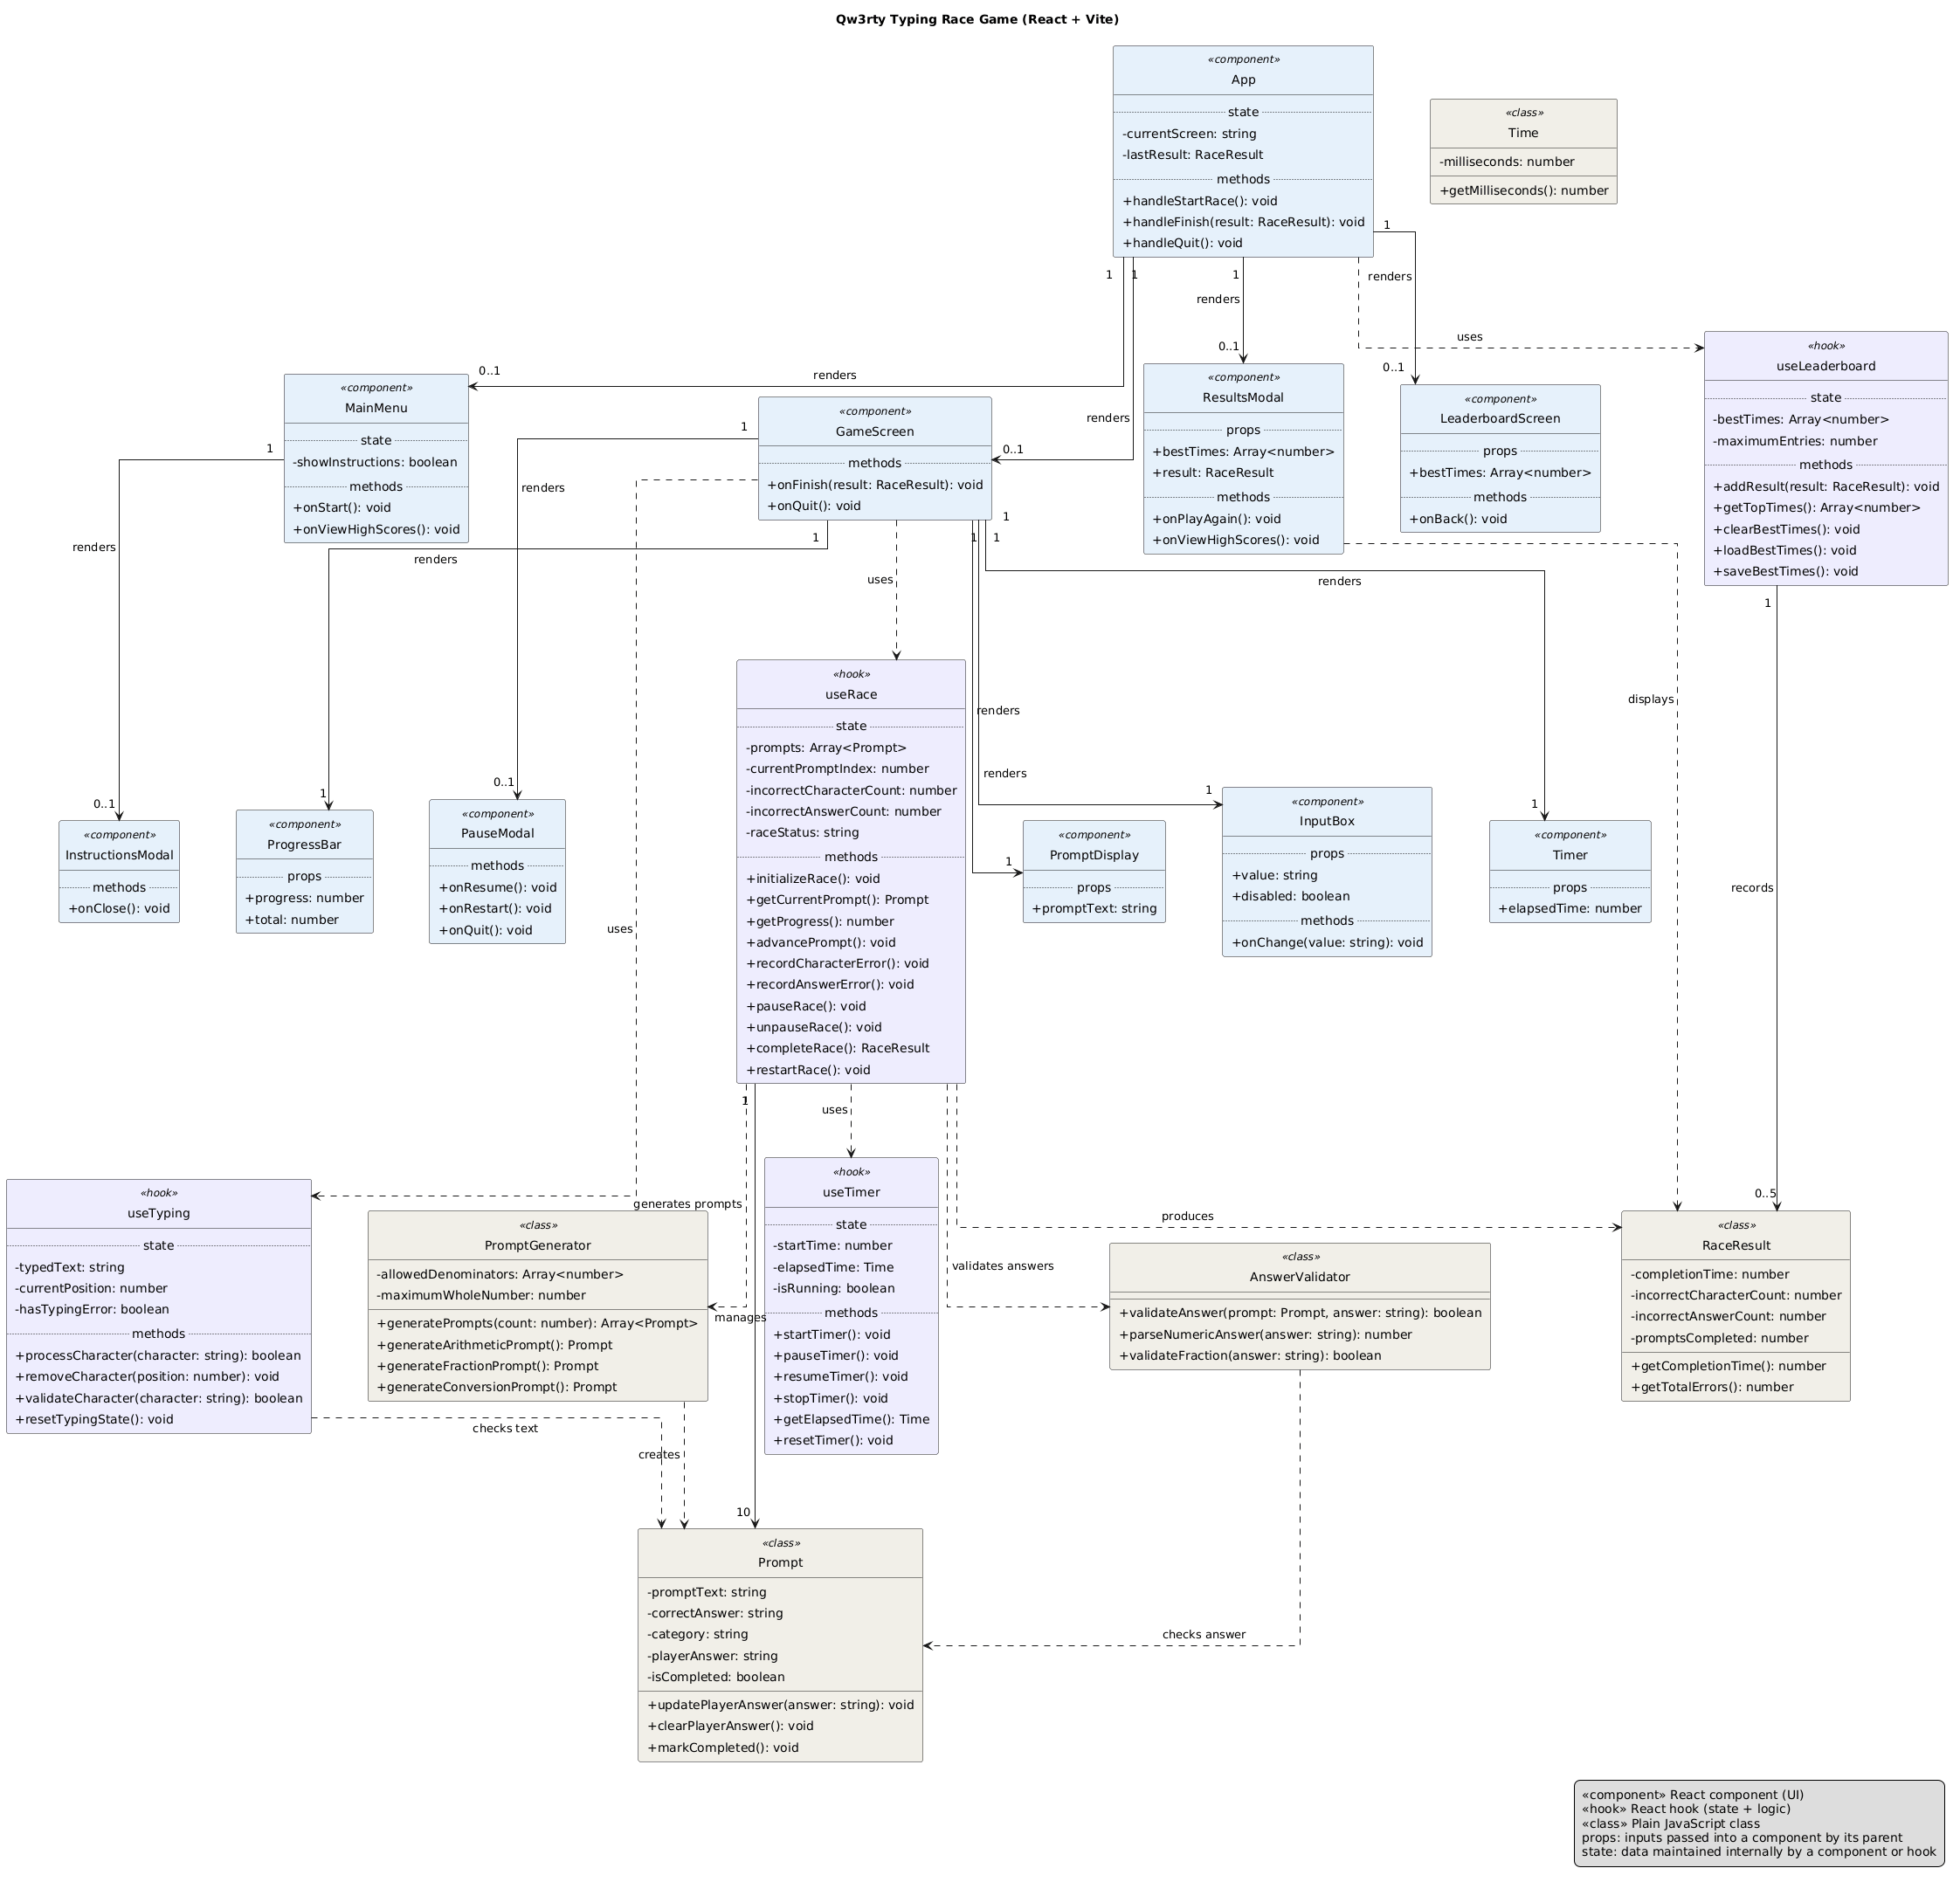 Qw3rty Typing Race Game (React + Vite)
«component»
App
state
-currentScreen: string
-lastResult: RaceResult
methods
+handleStartRace(): void
+handleFinish(result: RaceResult): void
+handleQuit(): void
«class»
Time
-milliseconds: number
+getMilliseconds(): number
1
1
1
1
renders
renders
renders
renders
uses
0..1
0..1
0..1
0..1
«component»
MainMenu
state
-showInstructions: boolean
methods
+onStart(): void
+onViewHighScores(): void
«component»
GameScreen
methods
+onFinish(result: RaceResult): void
+onQuit(): void
«component»
ResultsModal
props
+bestTimes: Array<number>
+result: RaceResult
methods
+onPlayAgain(): void
+onViewHighScores(): void
«component»
LeaderboardScreen
props
+bestTimes: Array<number>
methods
+onBack(): void
«hook»
useLeaderboard
state
-bestTimes: Array<number>
-maximumEntries: number
methods
+addResult(result: RaceResult): void
+getTopTimes(): Array<number>
+clearBestTimes(): void
+loadBestTimes(): void
+saveBestTimes(): void
1
1
1
1
1
1
1
renders
renders
renders
uses
renders
renders
renders
displays
records
uses
0..1
1
0..1
1
1
1
«component»
InstructionsModal
methods
+onClose(): void
«component»
ProgressBar
props
+progress: number
+total: number
«component»
PauseModal
methods
+onResume(): void
+onRestart(): void
+onQuit(): void
«hook»
useRace
state
-prompts: Array<Prompt>
-currentPromptIndex: number
-incorrectCharacterCount: number
-incorrectAnswerCount: number
-raceStatus: string
methods
+initializeRace(): void
+getCurrentPrompt(): Prompt
+getProgress(): number
+advancePrompt(): void
+recordCharacterError(): void
+recordAnswerError(): void
+pauseRace(): void
+unpauseRace(): void
+completeRace(): RaceResult
+restartRace(): void
«component»
PromptDisplay
props
+promptText: string
«component»
InputBox
props
+value: string
+disabled: boolean
methods
+onChange(value: string): void
«component»
Timer
props
+elapsedTime: number
1
uses
generates prompts
manages
validates answers
produces
0..5
«hook»
useTyping
state
-typedText: string
-currentPosition: number
-hasTypingError: boolean
methods
+processCharacter(character: string): boolean
+removeCharacter(position: number): void
+validateCharacter(character: string): boolean
+resetTypingState(): void
«class»
PromptGenerator
-allowedDenominators: Array<number>
-maximumWholeNumber: number
+generatePrompts(count: number): Array<Prompt>
+generateArithmeticPrompt(): Prompt
+generateFractionPrompt(): Prompt
+generateConversionPrompt(): Prompt
«hook»
useTimer
state
-startTime: number
-elapsedTime: Time
-isRunning: boolean
methods
+startTimer(): void
+pauseTimer(): void
+resumeTimer(): void
+stopTimer(): void
+getElapsedTime(): Time
+resetTimer(): void
«class»
AnswerValidator
+validateAnswer(prompt: Prompt, answer: string): boolean
+parseNumericAnswer(answer: string): number
+validateFraction(answer: string): boolean
«class»
RaceResult
-completionTime: number
-incorrectCharacterCount: number
-incorrectAnswerCount: number
-promptsCompleted: number
+getCompletionTime(): number
+getTotalErrors(): number
checks text
creates
10
checks answer
«class»
Prompt
-promptText: string
-correctAnswer: string
-category: string
-playerAnswer: string
-isCompleted: boolean
+updatePlayerAnswer(answer: string): void
+clearPlayerAnswer(): void
+markCompleted(): void
«component» React component (UI)
«hook» React hook (state + logic)
«class» Plain JavaScript class
props: inputs passed into a component by its parent
state: data maintained internally by a component or hook